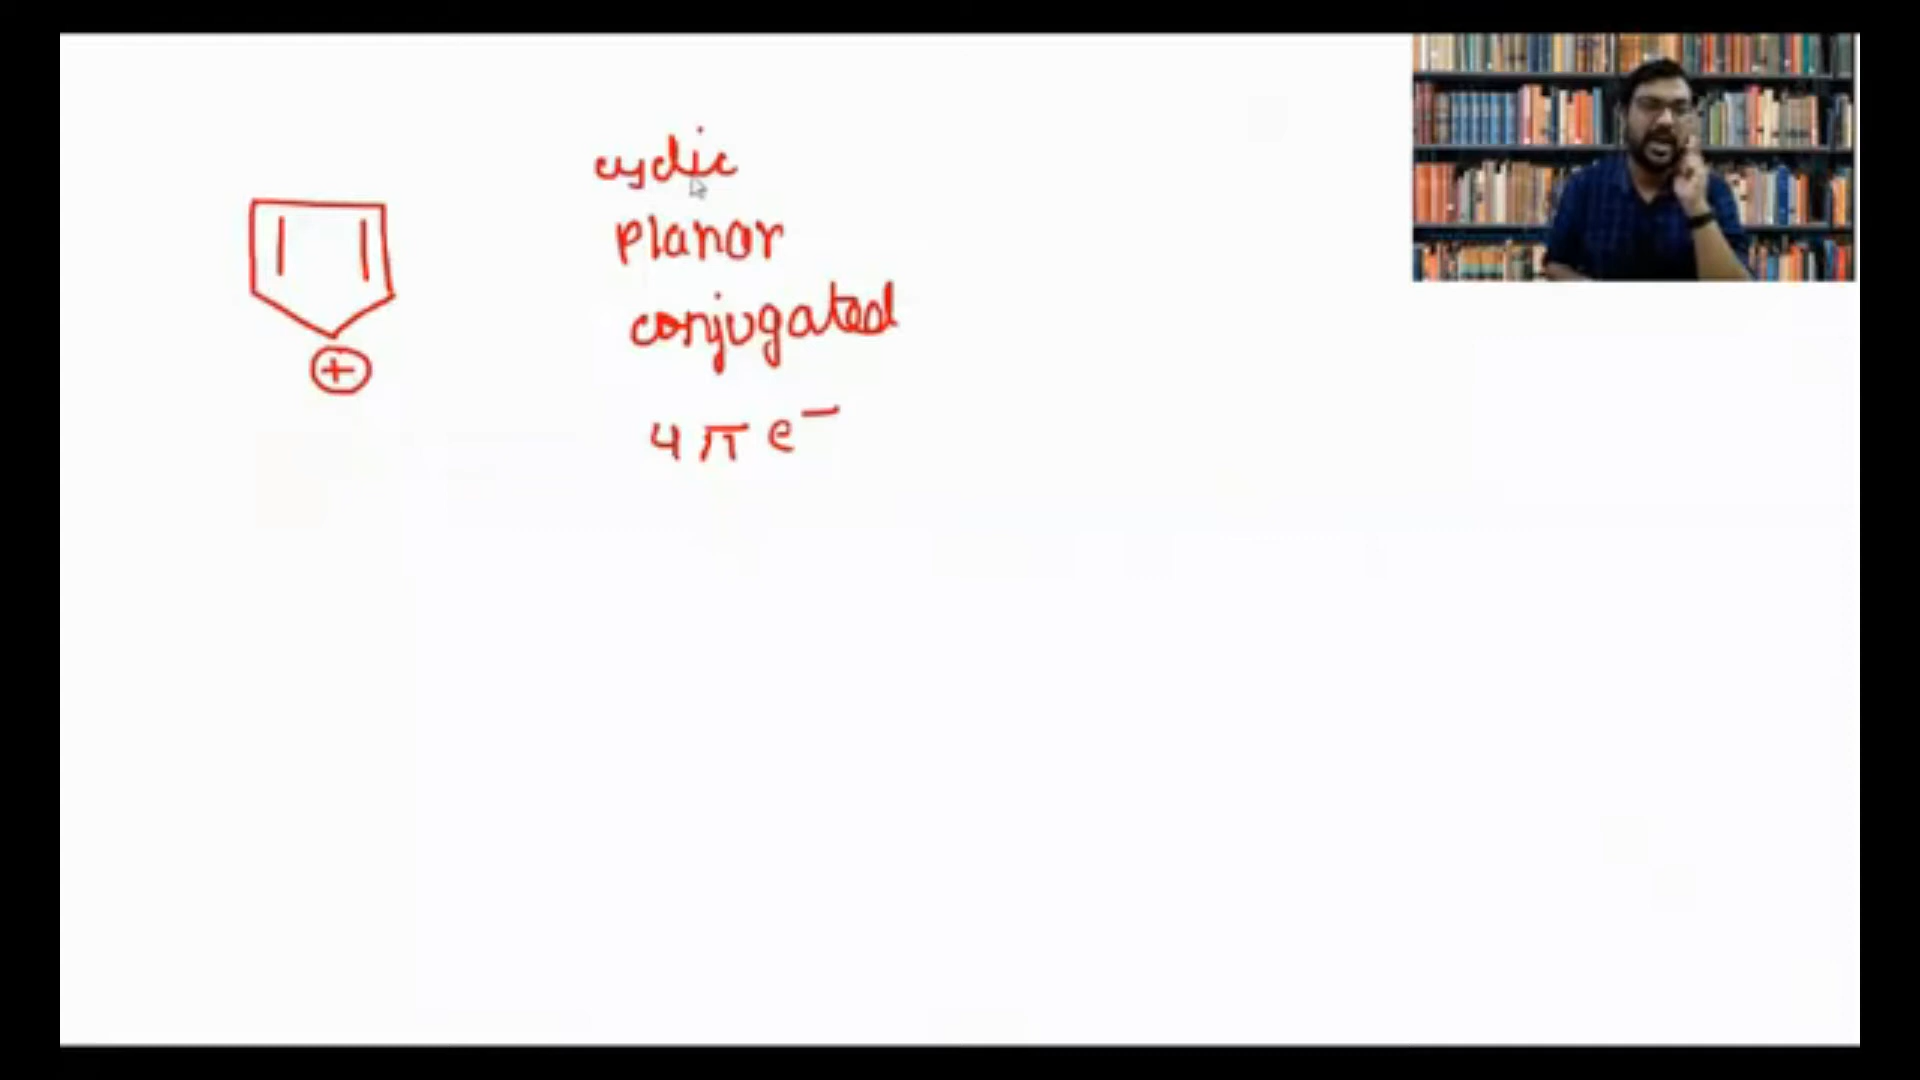 cyclic
planar
conjugated
4 π e⁻
+